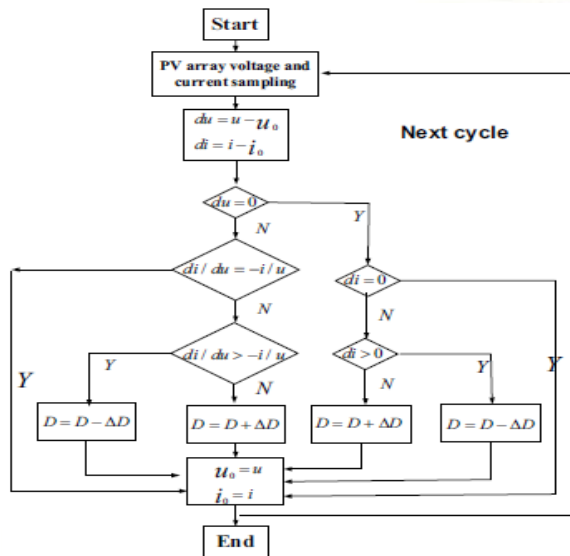 Start
PV array voltage and
current sampling
du = u − u₀
di = i − i₀
Next cycle
du = 0
Y
N
di / du = −i / u
di = 0
N
N
di / du > −i / u
di > 0
Y
Y
Y
Y
N
N
D = D − ΔD
D = D + ΔD
D = D + ΔD
D = D − ΔD
u₀ = u
i₀ = i
End